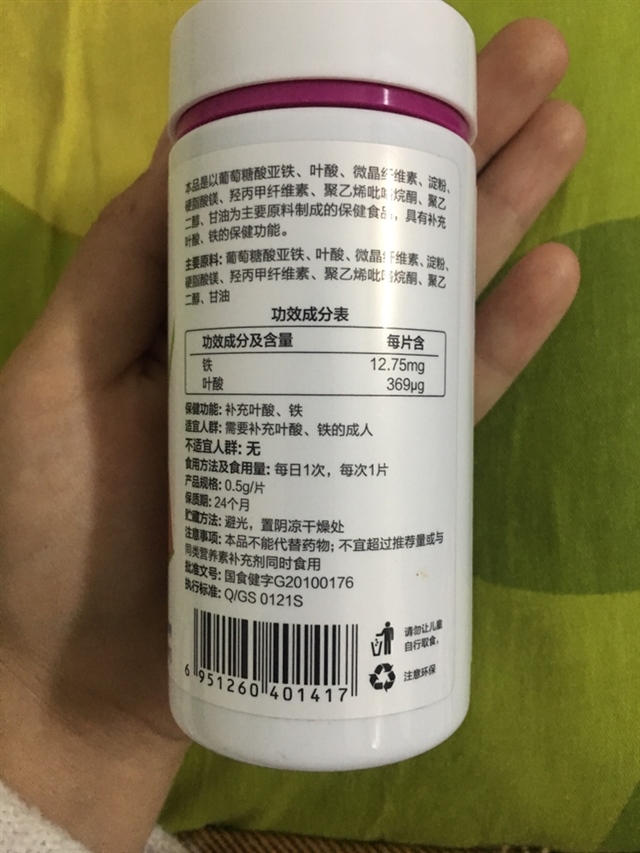 本品是以葡萄糖酸亚铁、叶酸、微晶纤维素、淀粉、
硬脂酸镁、羟丙甲纤维素、聚乙烯吡咯烷酮、聚乙
二醇、甘油为主要原料制成的保健食品，具有补充
叶酸、铁的保健功能。
主要原料: 葡萄糖酸亚铁、叶酸、微晶纤维素、淀粉、
硬脂酸镁、羟丙甲纤维素、聚乙烯吡咯烷酮、聚乙
二醇、甘油
功效成分表
功效成分及含量 每片含
铁 12.75mg
叶酸 369μg
保健功能: 补充叶酸、铁
适宜人群: 需要补充叶酸、铁的成人
不适宜人群: 无
食用方法及食用量: 每日1次，每次1片
产品规格: 0.5g/片
保质期: 24个月
贮藏方法: 避光，置阴凉干燥处
注意事项: 本品不能代替药物; 不宜超过推荐量或与
同类营养素补充剂同时食用
批准文号: 国食健字G20100176
执行标准: Q/GS 0121S
请勿让儿童
自行取食。
注意环保
6 951260 401417